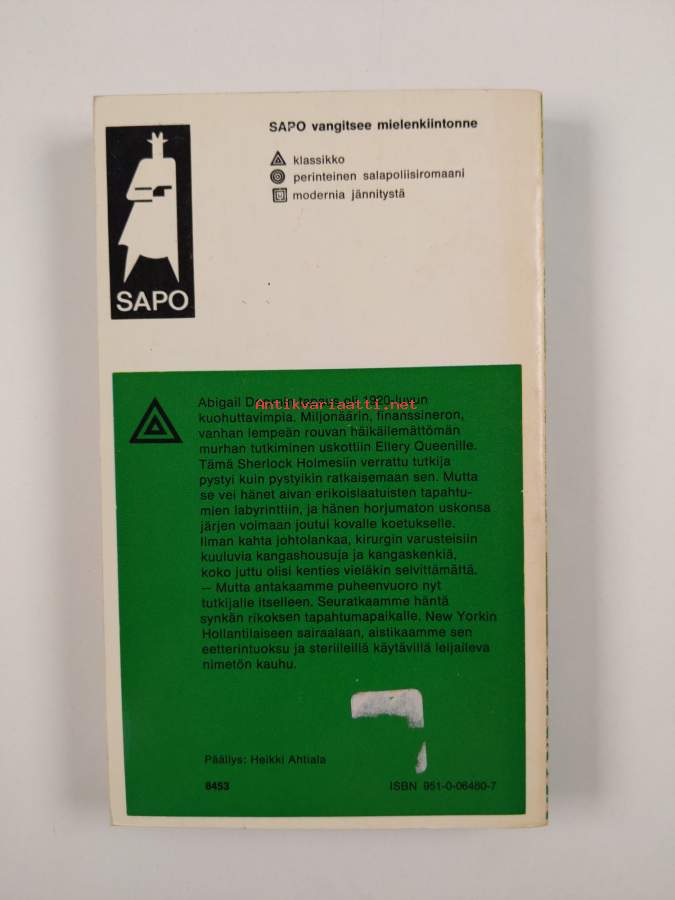 SAPO vangitsee mielenkiintonne
klassikko
perinteinen salapoliisiromaani
modernia jännitystä
SAPO
Abigail Doornin tapaus oli 1920-luvun
Antikvariaatti.net
kuohuttavimpia. Miljonäärin, finanssineron,
vanhan lempeän rouvan häikäilemättömän
murhan tutkiminen uskottiin Ellery Queenille.
Tämä Sherlock Holmesiin verrattu tutkija
pystyi kuin pystyikin ratkaisemaan sen. Mutta
se vei hänet aivan erikoislaatuisten tapahtu-
mien labyrinttiin, ja hänen horjumaton uskonsa
järjen voimaan joutui kovalle koetukselle.
Ilman kahta johtolankaa, kirurgin varusteisiin
kuuluvia kangashousuja ja kangaskenkiä,
koko juttu olisi kenties vieläkin selvittämättä.
— Mutta antakaamme puheenvuoro nyt
tutkijalle itselleen. Seuratkaamme häntä
synkän rikoksen tapahtumapaikalle, New Yorkin
Hollantilaiseen sairaalaan, aistikaamme sen
eetterintuoksu ja steriileillä käytävillä leijaileva
nimetön kauhu.
Päällys: Heikki Ahtiala
8453
ISBN 951-0-06480-7